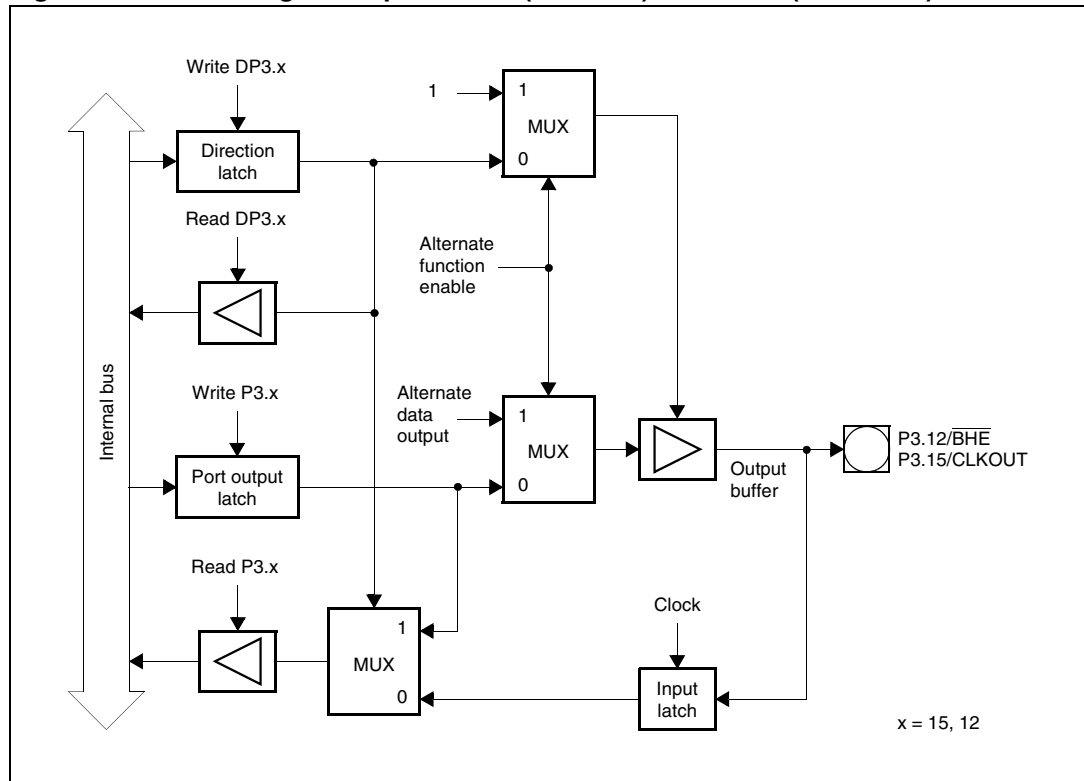 Write DP3.x
1
1
MUX
0
Direction
latch
Read DP3.x
Alternate
function
enable
Internal bus
Write P3.x
Alternate
data
output
1
MUX
0
Port output
latch
Output
buffer
P3.12/BHE
P3.15/CLKOUT
Read P3.x
1
MUX
0
Clock
Input
latch
x = 15, 12